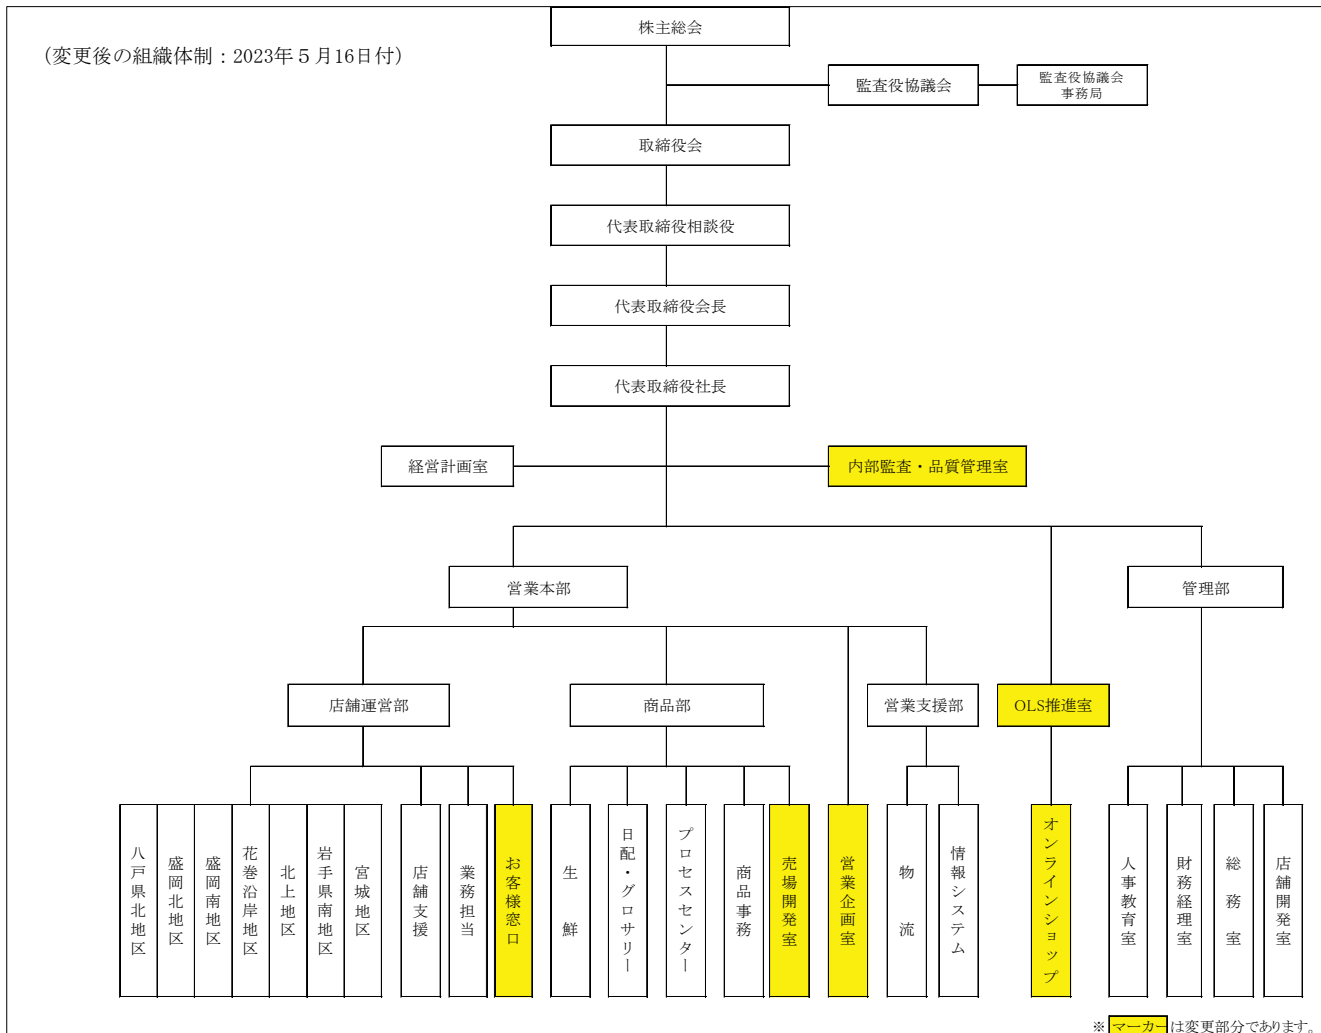 株主総会
(変更後の組織体制：2023年５月16日付)
監査役協議会
監査役協議会
事務局
取締役会
代表取締役相談役
代表取締役会長
代表取締役社長
経営計画室
内部監査・品質管理室
営業本部
管理部
店舗運営部
商品部
営業支援部
OLS推進室
八戸県北地区
盛岡北地区
盛岡南地区
花巻沿岸地区
北上地区
岩手県南地区
宮城地区
店舗支援
業務担当
お客様窓口
生鮮
日配・グロサリー
プロセスセンター
商品事務
売場開発室
営業企画室
物流
情報システム
オンラインショップ
人事教育室
財務経理室
総務室
店舗開発室
※ マーカーは変更部分であります。